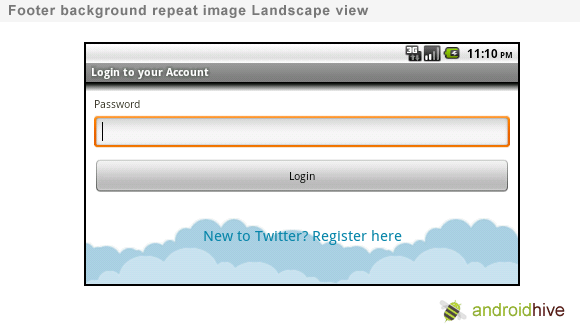 Footer background repeat image Landscape view
3G 11:10 PM
Login to your Account
Password
Login
New to Twitter? Register here
androidhive